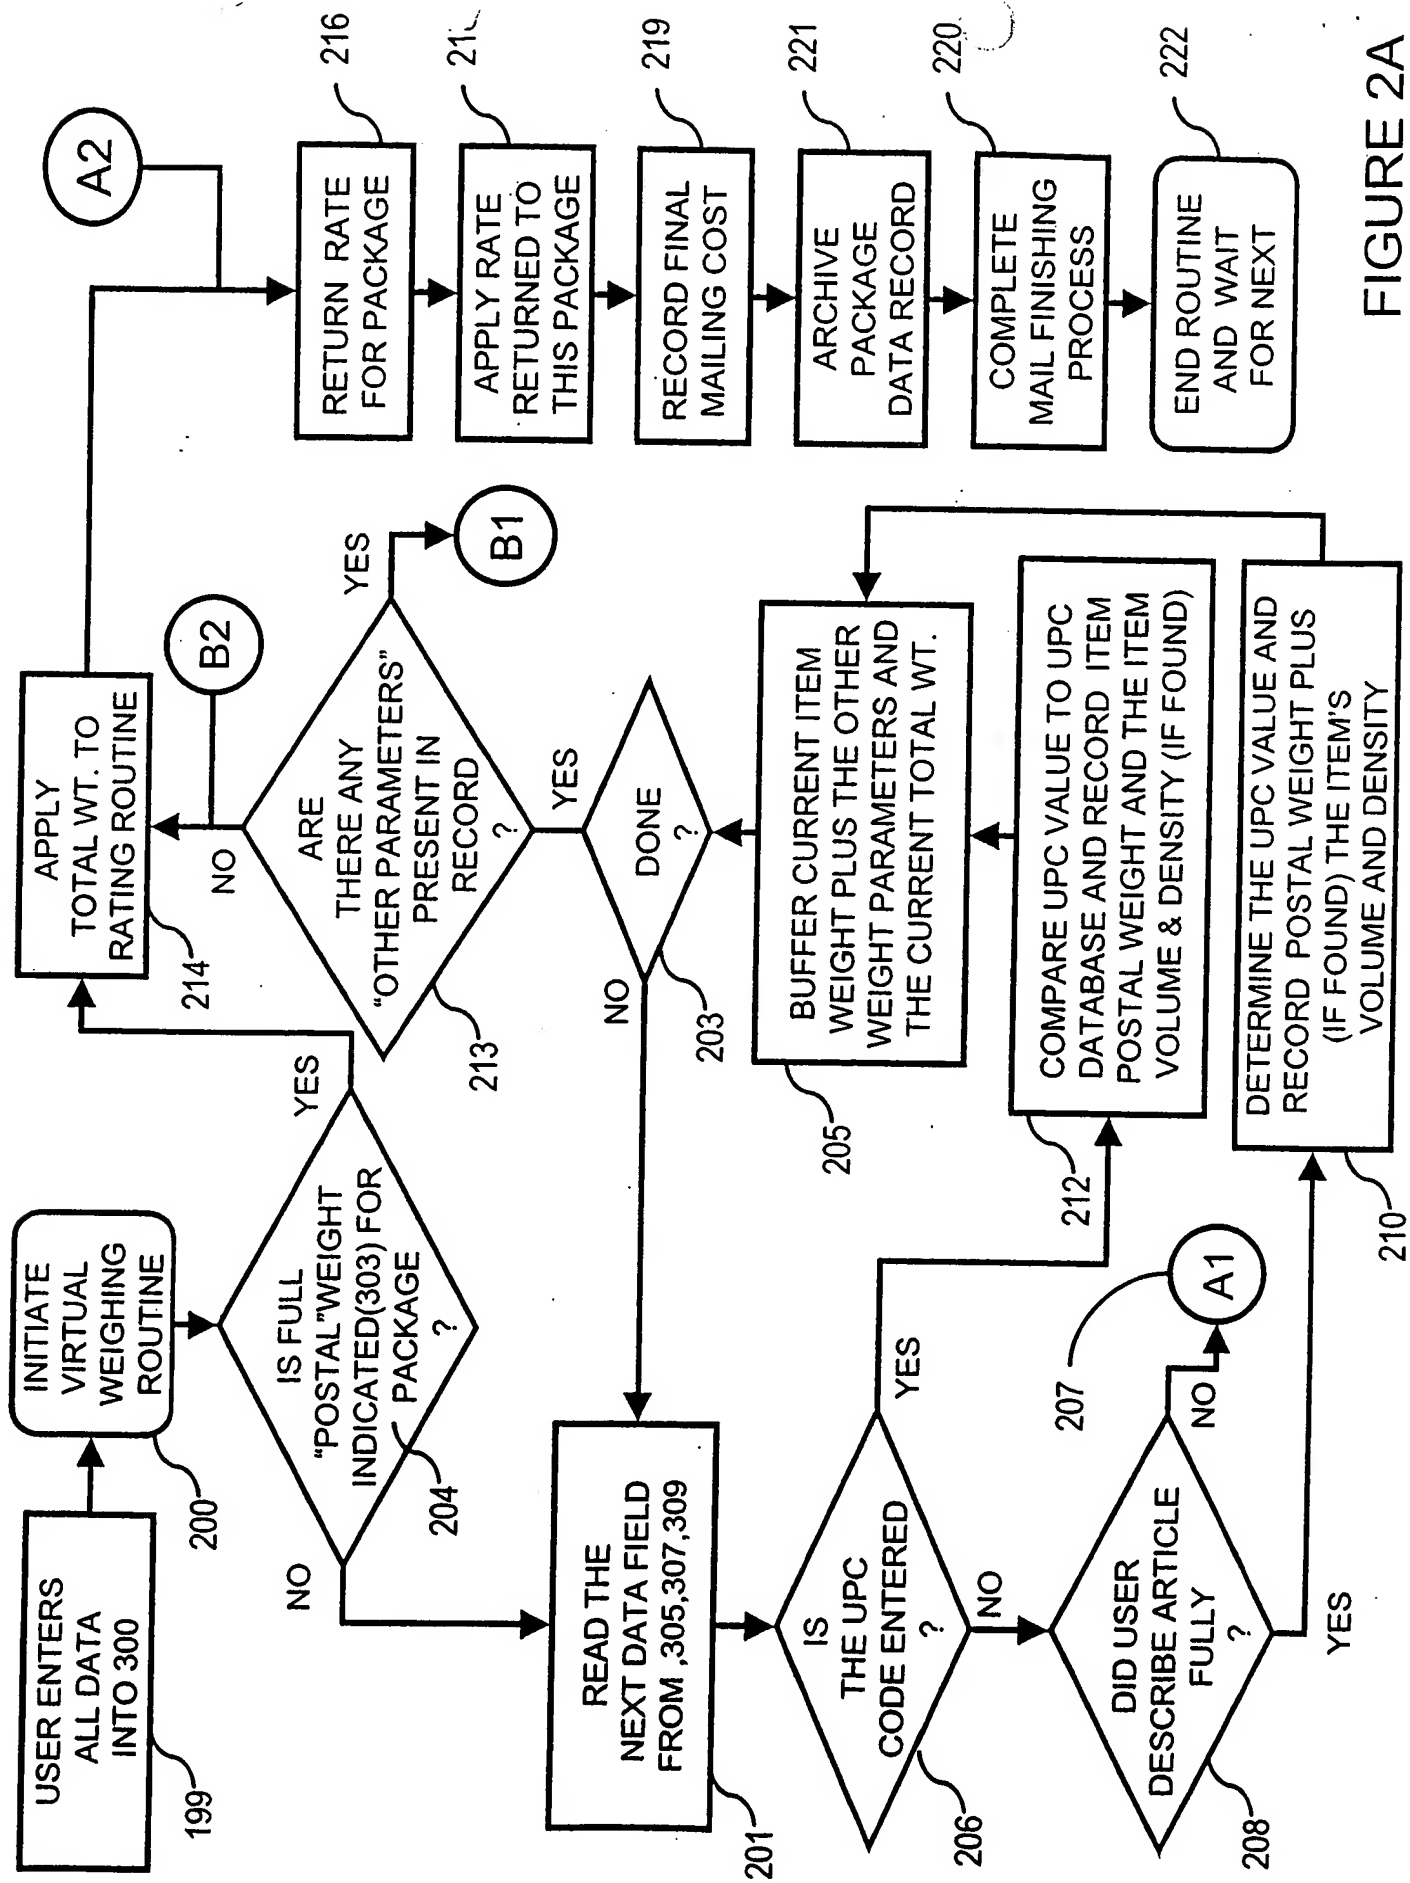 USER ENTERS
ALL DATA
INTO 300
199
INITIATE
VIRTUAL
WEIGHING
ROUTINE
200
IS FULL
“POSTAL”WEIGHT
INDICATED(303) FOR
PACKAGE
?
204
YES
NO
APPLY
TOTAL WT. TO
RATING ROUTINE
214
B2
NO
ARE
THERE ANY
“OTHER PARAMETERS”
PRESENT IN
RECORD
?
213
YES
B1
YES
DONE
?
203
NO
READ THE
NEXT DATA FIELD
FROM ,305,307,309
201
IS
THE UPC
CODE ENTERED
?
206
YES
NO
DID USER
DESCRIBE ARTICLE
FULLY
?
208
NO
YES
207
A1
BUFFER CURRENT ITEM
WEIGHT PLUS THE OTHER
WEIGHT PARAMETERS AND
THE CURRENT TOTAL WT.
205
COMPARE UPC VALUE TO UPC
DATABASE AND RECORD ITEM
POSTAL WEIGHT AND THE ITEM
VOLUME & DENSITY (IF FOUND)
212
DETERMINE THE UPC VALUE AND
RECORD POSTAL WEIGHT PLUS
(IF FOUND) THE ITEM'S
VOLUME AND DENSITY
210
A2
RETURN RATE
FOR PACKAGE
216
APPLY RATE
RETURNED TO
THIS PACKAGE
RECORD FINAL
MAILING COST
219
ARCHIVE
PACKAGE
DATA RECORD
221
COMPLETE
MAIL FINISHING
PROCESS
220
END ROUTINE
AND WAIT
FOR NEXT
222
FIGURE 2A